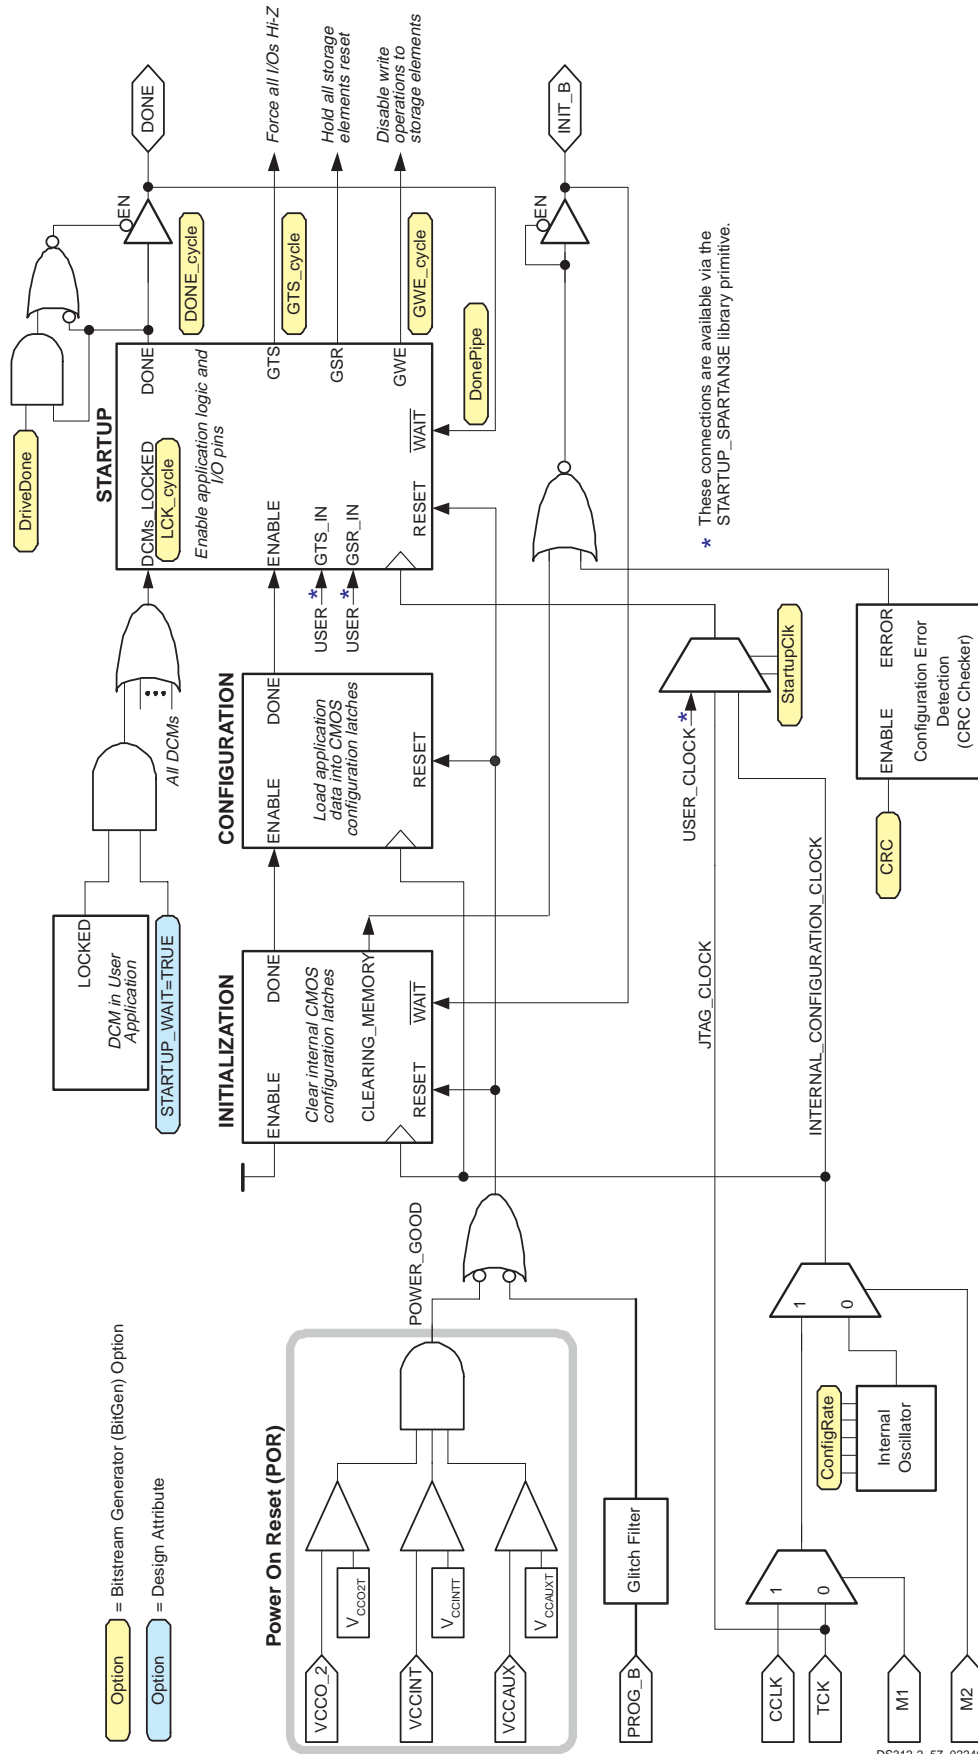 Option
= Bitstream Generator (BitGen) Option
Option
= Design Attribute
Power On Reset (POR)
VCCO_2
VCCO2T
VCCINT
VCCINTT
VCCAUX
VCCAUXT
POWER_GOOD
PROG_B
Glitch Filter
CCLK
TCK
M1
M2
1
0
ConfigRate
Internal
Oscillator
1
0
DCM in User
Application
LOCKED
STARTUP_WAIT=TRUE
All DCMs
INITIALIZATION
ENABLE
DONE
Clear internal CMOS
configuration latches
CLEARING_MEMORY
RESET
WAIT
CONFIGURATION
ENABLE
DONE
Load application
data into CMOS
configuration latches
RESET
STARTUP
DCMs_LOCKED
LCK_cycle
DONE
Enable application logic and
I/O pins
ENABLE
GTS
USER * GTS_IN
USER * GSR_IN
GSR
GWE
RESET
WAIT
DriveDone
EN
DONE
DONE_cycle
GTS_cycle
GWE_cycle
DonePipe
Force all I/Os Hi-Z
Hold all storage
elements reset
Disable write
operations to
storage elements
EN
INIT_B
* These connections are available via the
STARTUP_SPARTAN3E library primitive.
USER_CLOCK *
JTAG_CLOCK
INTERNAL_CONFIGURATION_CLOCK
StartupClk
CRC
ENABLE
ERROR
Configuration Error
Detection
(CRC Checker)